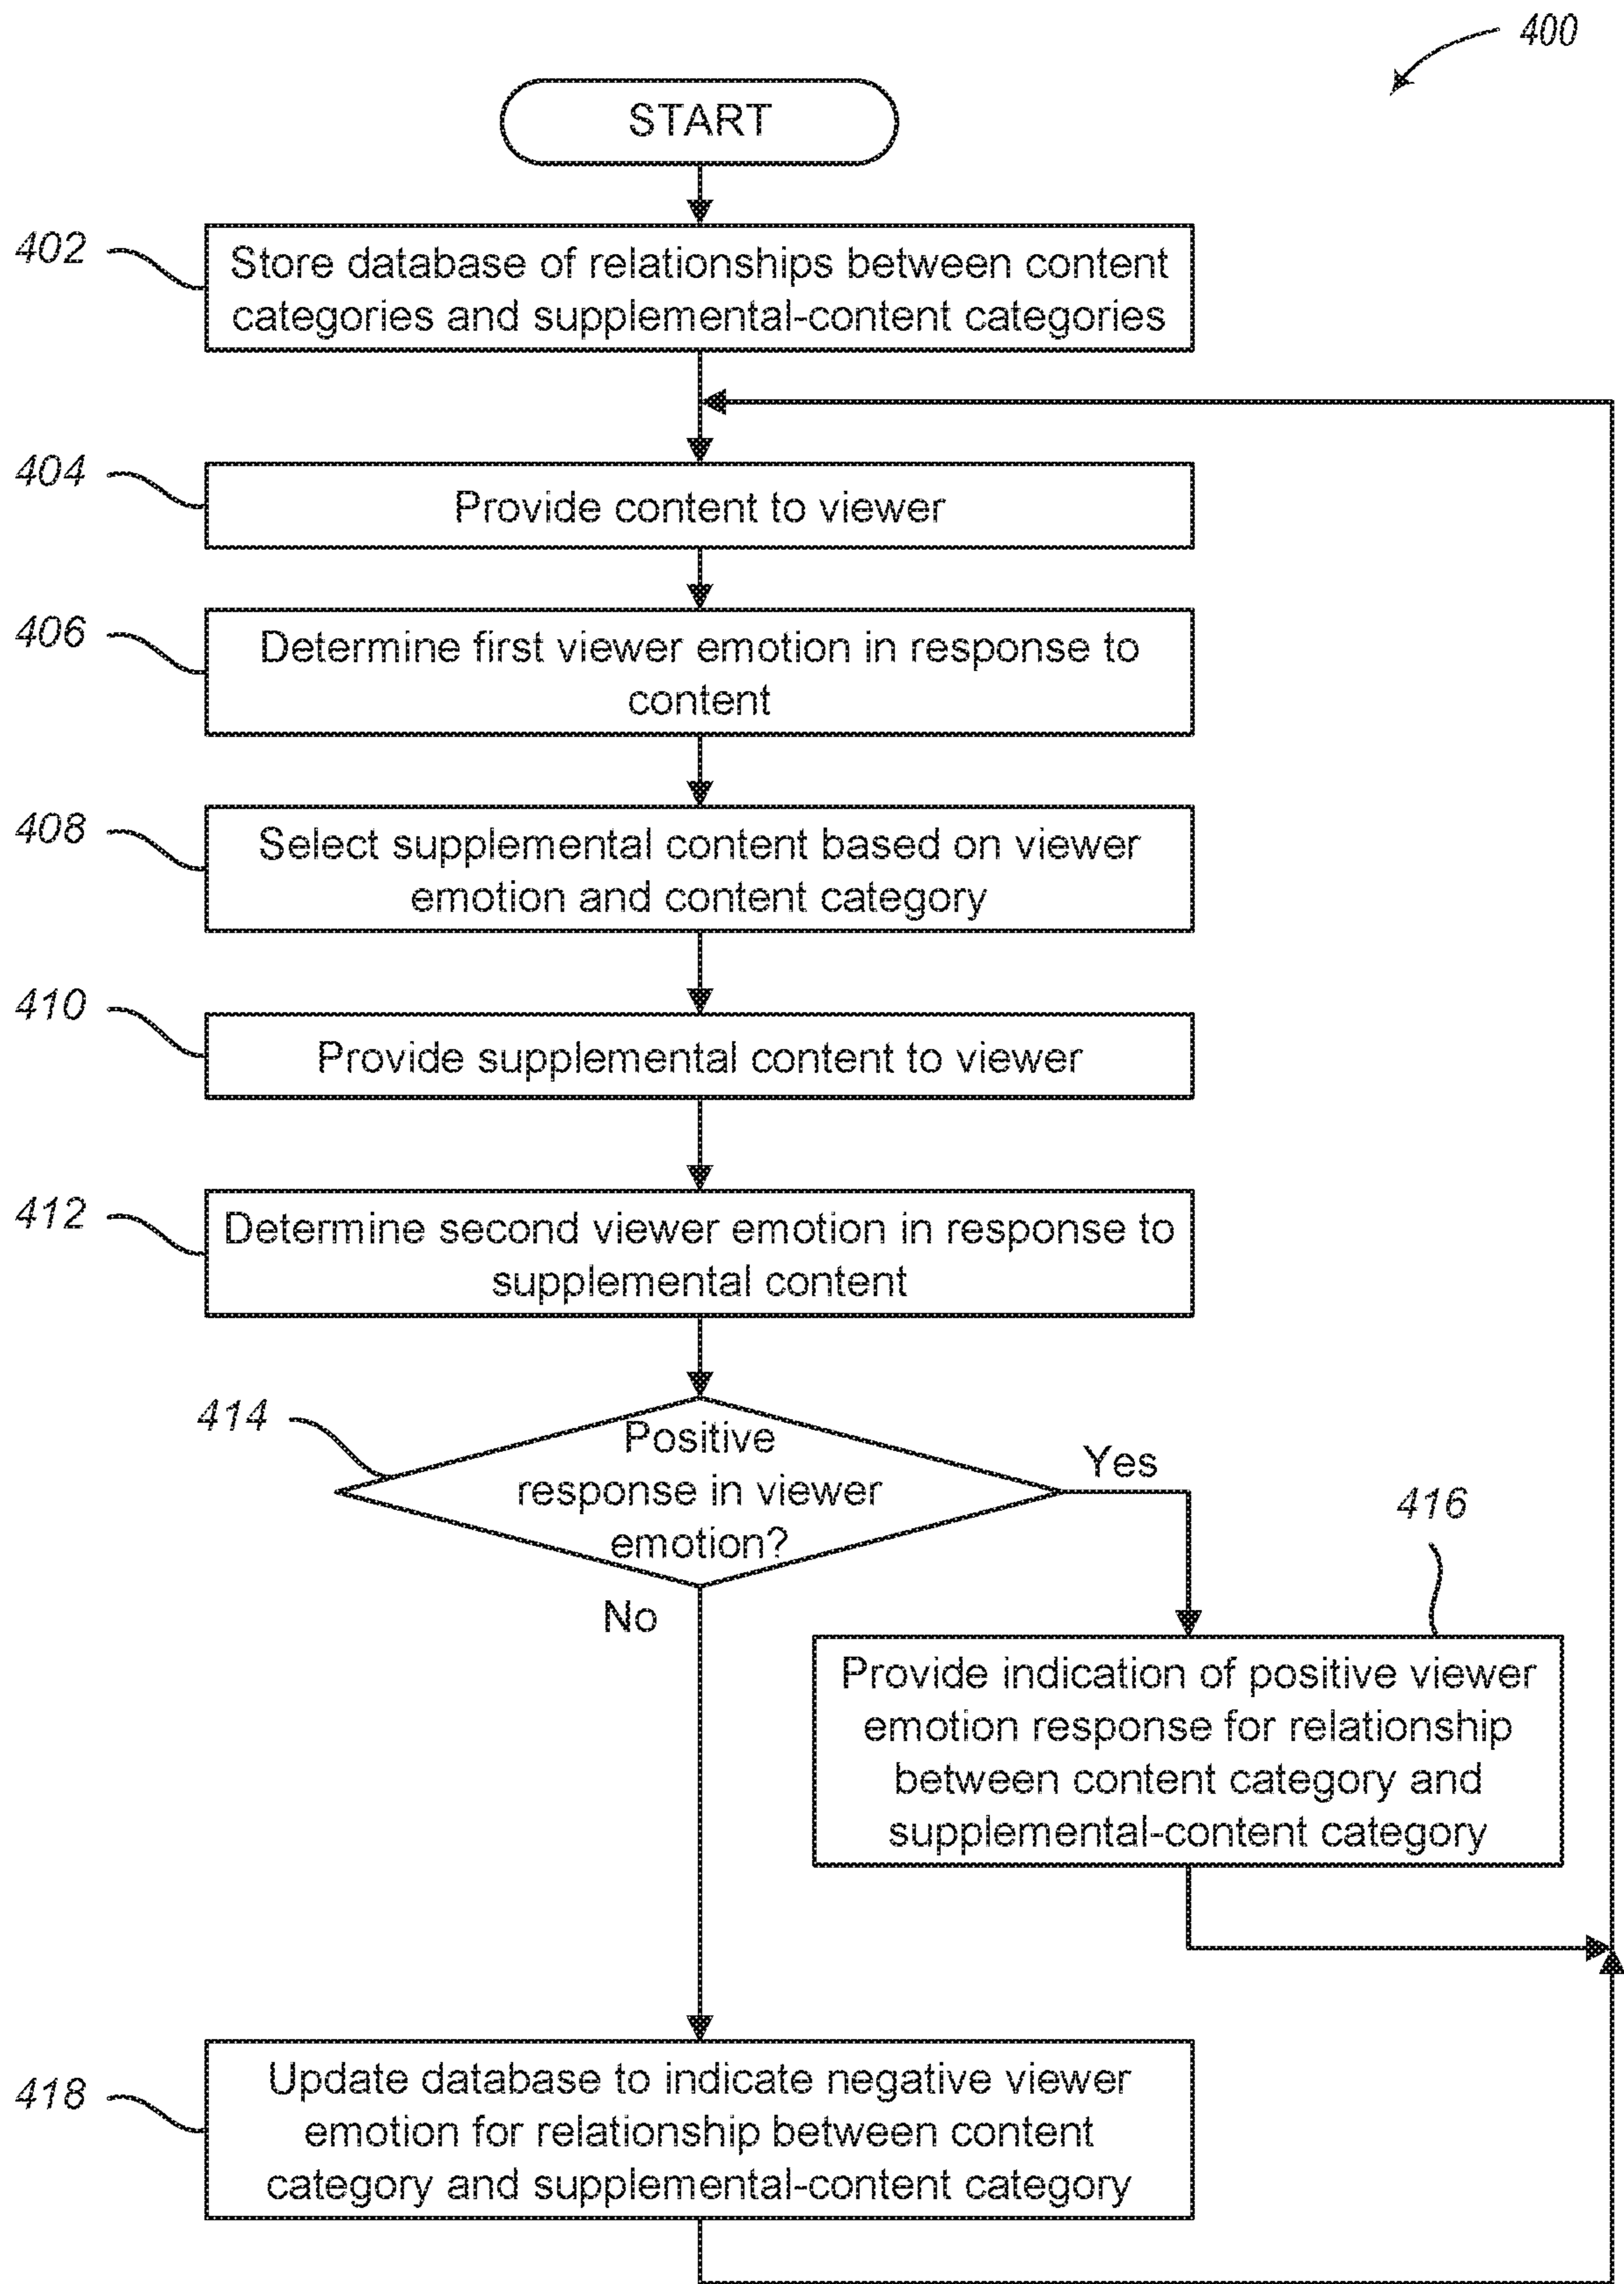 400
START
402
Store database of relationships between content
categories and supplemental-content categories
404
Provide content to viewer
406
Determine first viewer emotion in response to
content
408
Select supplemental content based on viewer
emotion and content category
410
Provide supplemental content to viewer
412
Determine second viewer emotion in response to
supplemental content
414
Positive
response in viewer
emotion?
Yes
No
416
Provide indication of positive viewer
emotion response for relationship
between content category and
supplemental-content category
418
Update database to indicate negative viewer
emotion for relationship between content
category and supplemental-content category